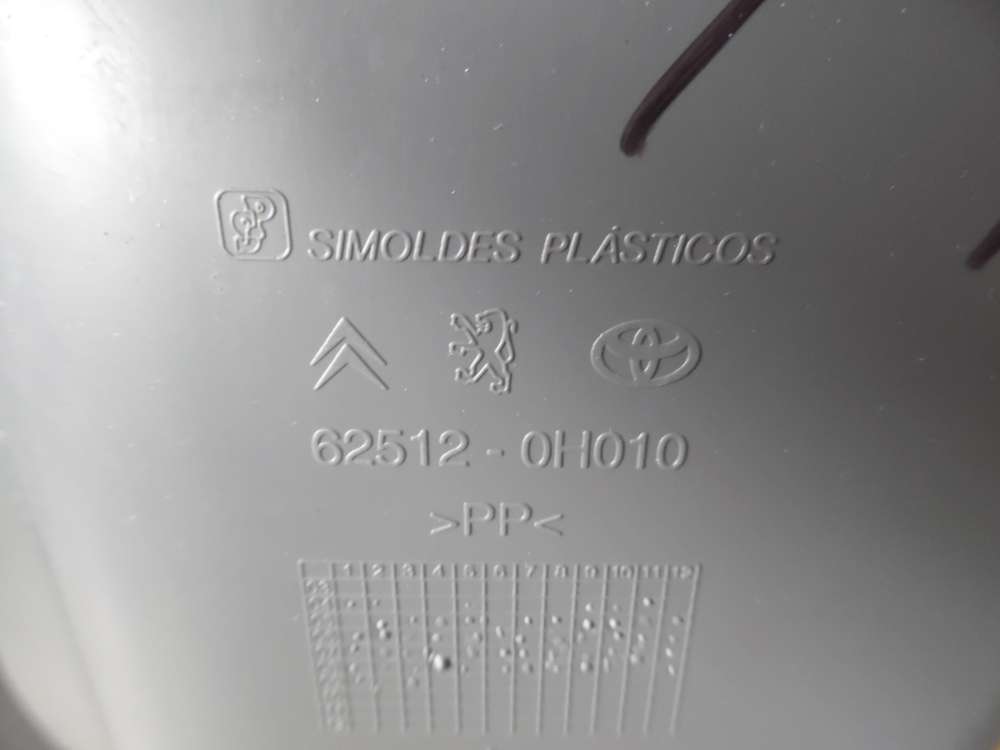 SIMOLDES PLÁSTICOS
62512 - 0H010
>PP<
1 2 3 4 5 6 7 8 9 10 11 12